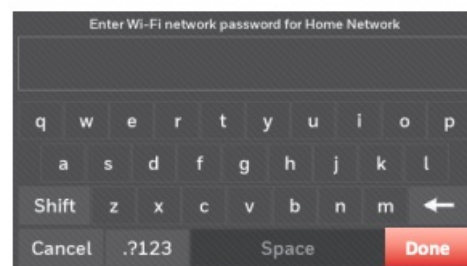 Enter Wi-Fi network password for Home Network
q w e r t y u i o p
a s d f g h j k l
Shift z x c v b n m
Cancel .?123 Space Done